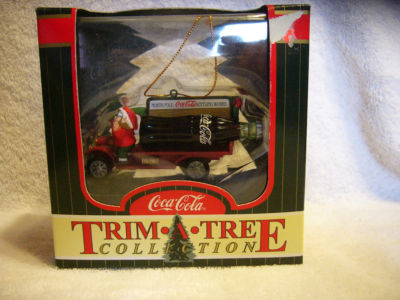 NORTH POLE Coca-Cola BOTTLING WORKS
Coca-Cola
Coca-Cola
TRIM•A•TREE
COLLECTION